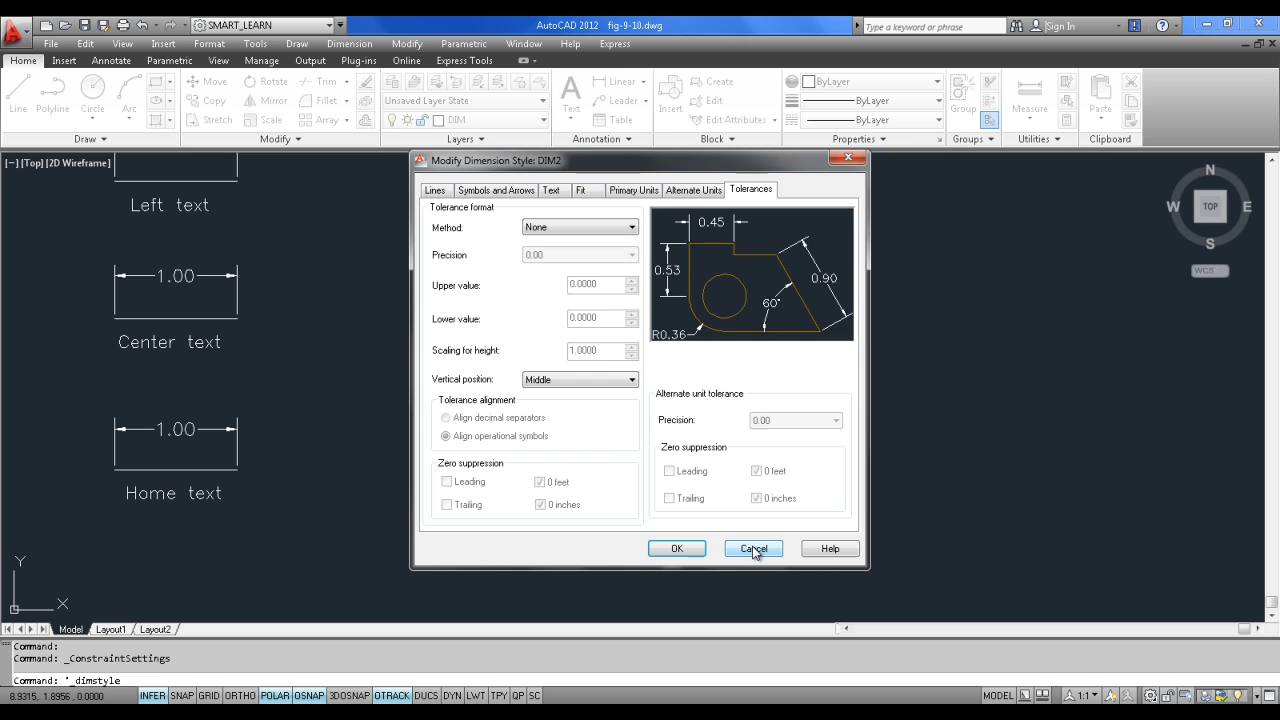 SMART_LEARN
AutoCAD 2012 fig-9-10.dwg
Type a keyword or phrase
Sign In
File Edit View Insert Format Tools Draw Dimension Modify Parametric Window Help Express
Home Insert Annotate Parametric View Manage Output Plug-ins Online Express Tools
Line Polyline Circle Arc
Move Rotate Trim
Copy Mirror Fillet
Stretch Scale Array
Unsaved Layer State
DIM
Text
Linear
Leader
Table
Insert
Create
Edit
Edit Attributes
ByLayer
ByLayer
ByLayer
Group
Measure
Paste
Draw Modify Layers Annotation Block Properties Groups Utilities Clipboard
[−] [Top] [2D Wireframe]
Left text
1.00
Center text
1.00
Home text
Y
X
N
W TOP E
S
WCS
Modify Dimension Style: DIM2
Lines Symbols and Arrows Text Fit Primary Units Alternate Units Tolerances
Tolerance format
Method: None
Precision 0.00
Upper value: 0.0000
Lower value: 0.0000
Scaling for height: 1.0000
Vertical position: Middle
Tolerance alignment
Align decimal separators
Align operational symbols
Zero suppression
Leading 0 feet
Trailing 0 inches
0.45
0.53
0.90
60°
R0.36
Alternate unit tolerance
Precision: 0.00
Zero suppression
Leading 0 feet
Trailing 0 inches
OK Cancel Help
Model Layout1 Layout2
Command:
Command: _ConstraintSettings
Command: '_dimstyle
8.9315, 1.8956, 0.0000 INFER SNAP GRID ORTHO POLAR OSNAP 3DOSNAP OTRACK DUCS DYN LWT TPY QP SC MODEL 1:1